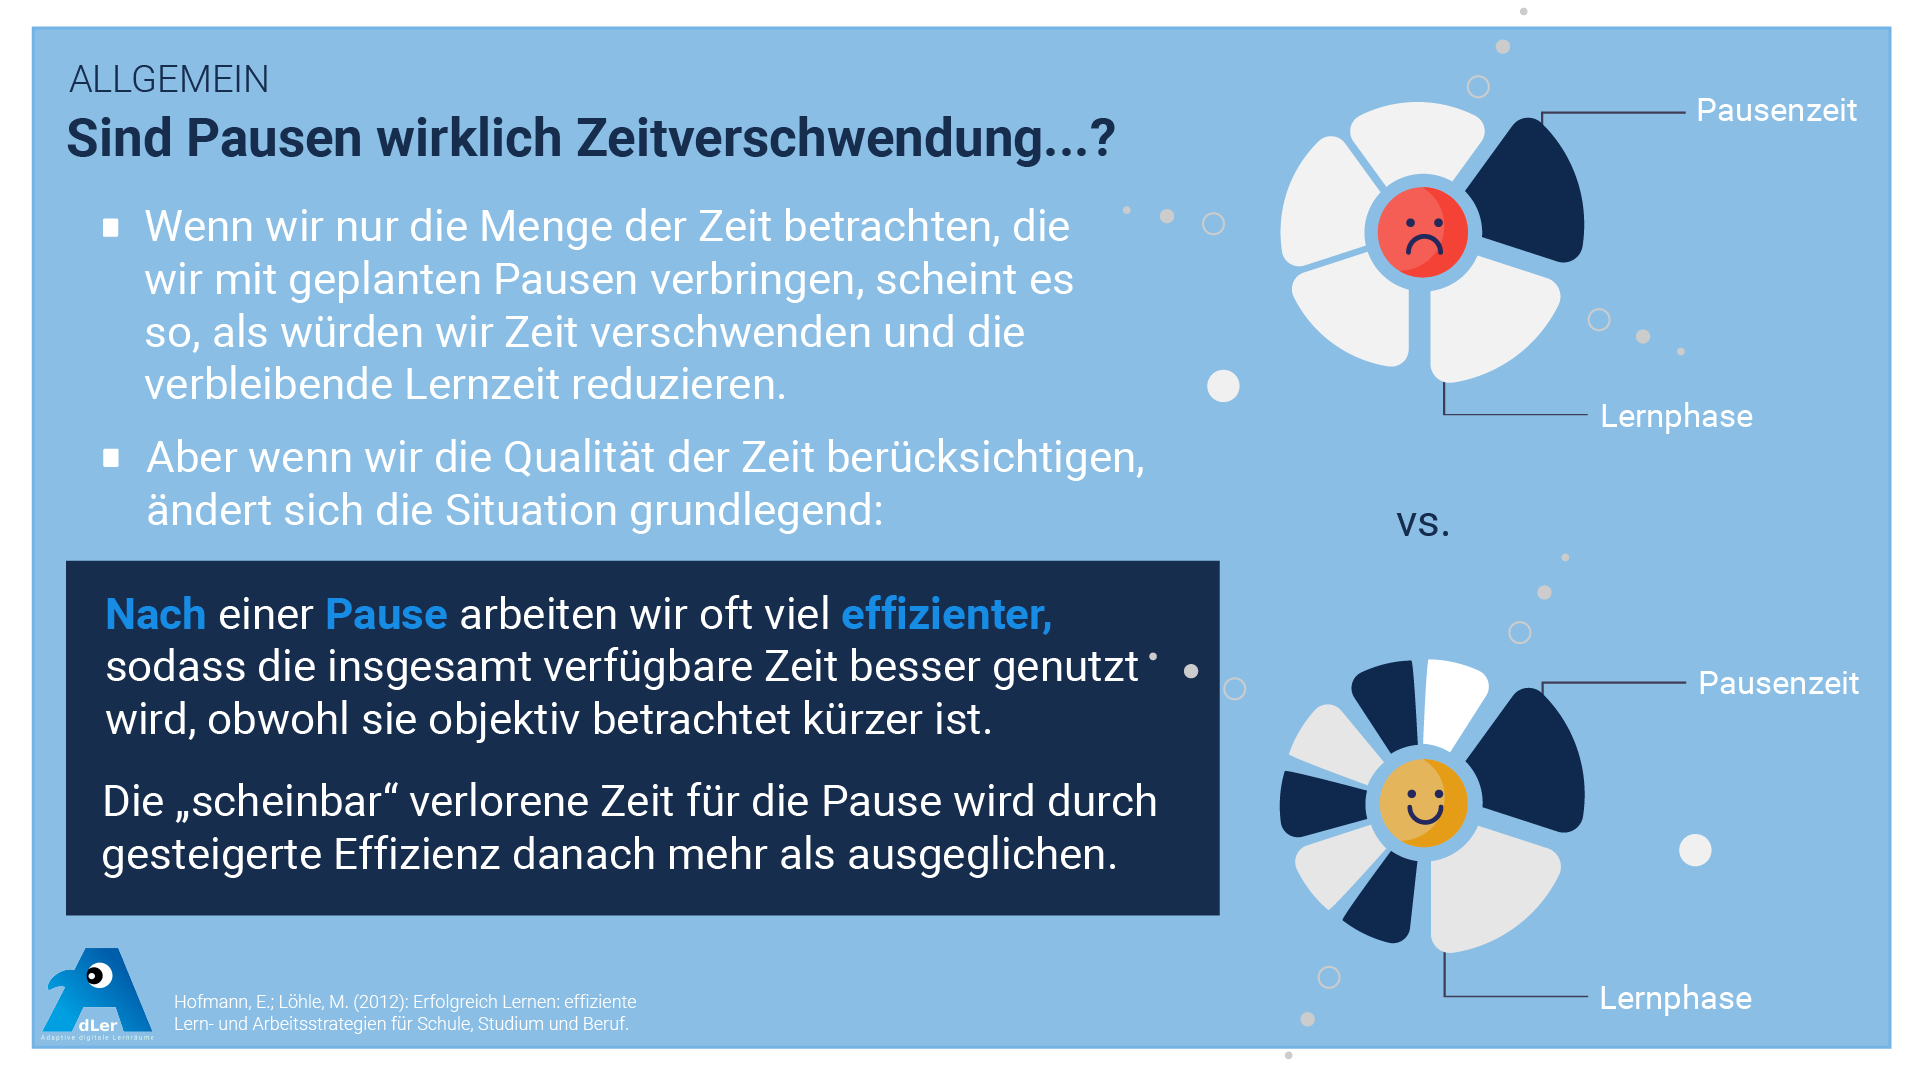 ALLGEMEIN
Sind Pausen wirklich Zeitverschwendung...?
Wenn wir nur die Menge der Zeit betrachten, die
wir mit geplanten Pausen verbringen, scheint es
so, als würden wir Zeit verschwenden und die
verbleibende Lernzeit reduzieren.
Aber wenn wir die Qualität der Zeit berücksichtigen,
ändert sich die Situation grundlegend:
Nach einer Pause arbeiten wir oft viel effizienter,
sodass die insgesamt verfügbare Zeit besser genutzt
wird, obwohl sie objektiv betrachtet kürzer ist.
Die „scheinbar“ verlorene Zeit für die Pause wird durch
gesteigerte Effizienz danach mehr als ausgeglichen.
Pausenzeit
Lernphase
vs.
Pausenzeit
Lernphase
dLer
Adaptive digitale Lernräume
Hofmann, E.; Löhle, M. (2012): Erfolgreich Lernen: effiziente
Lern- und Arbeitsstrategien für Schule, Studium und Beruf.